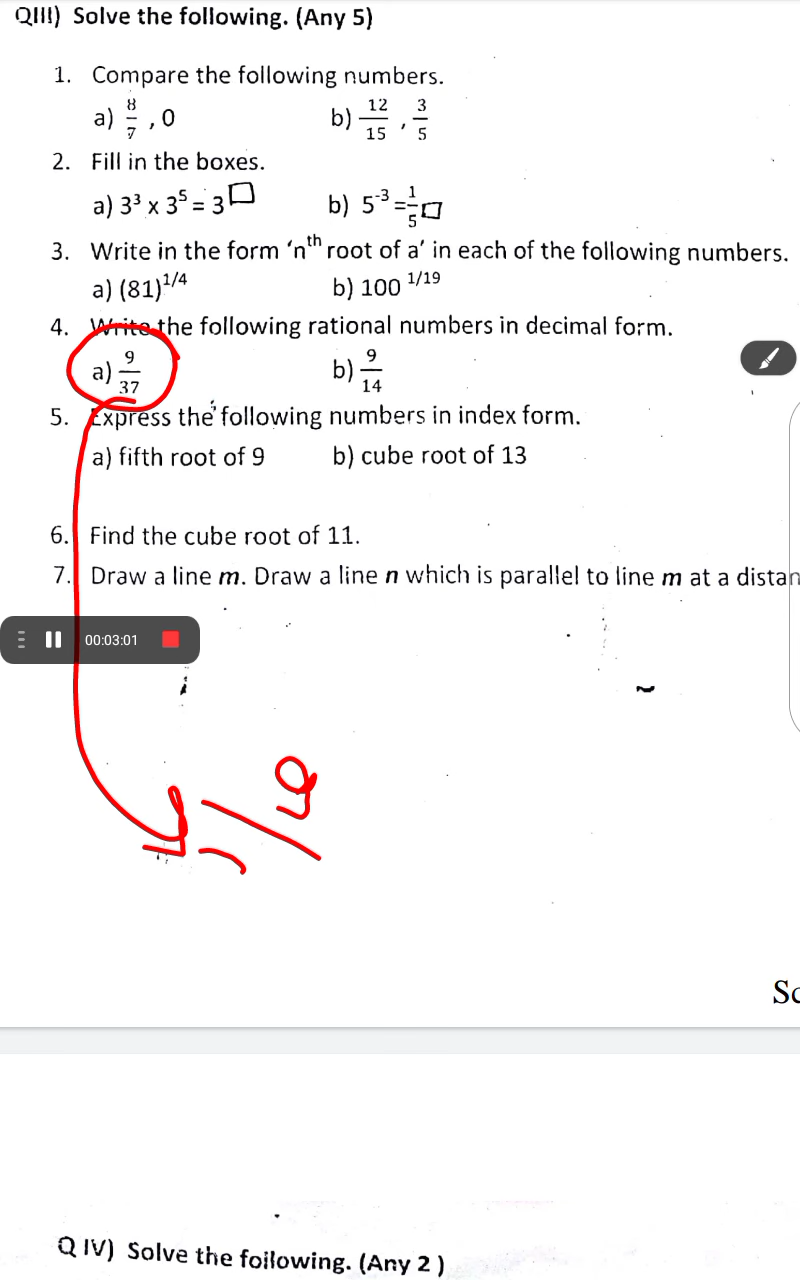 QIII) Solve the following. (Any 5)
1. Compare the following numbers.
a) 8/7 , 0 b) 12/15 , 3/5
2. Fill in the boxes.
a) 3³ x 3⁵ = 3□ b) 5⁻³ = 1/5□
3. Write in the form ‘nᵗʰ root of a’ in each of the following numbers.
a) (81)^1/4 b) 100 ^1/19
4. Write the following rational numbers in decimal form.
a) 9/37 b) 9/14
5. Express the following numbers in index form.
a) fifth root of 9 b) cube root of 13
6. Find the cube root of 11.
7. Draw a line m. Draw a line n which is parallel to line m at a distan
00:03:01
Sc
Q IV) Solve the following. (Any 2 )